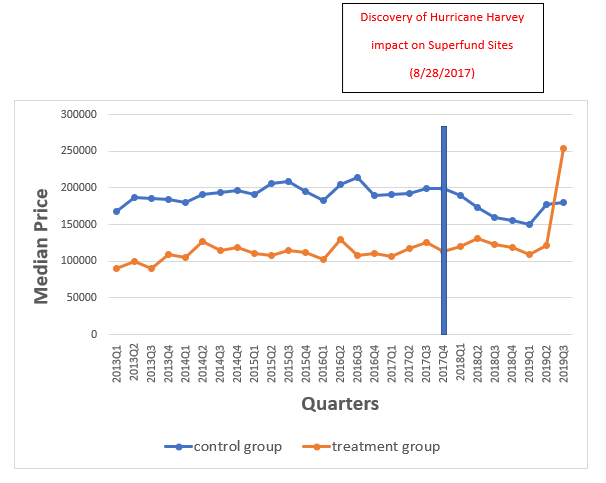 Discovery of Hurricane Harvey
impact on Superfund Sites
(8/28/2017)
300000
250000
200000
150000
100000
50000
0
Median Price
2013Q1
2013Q2
2013Q3
2013Q4
2014Q1
2014Q2
2014Q3
2014Q4
2015Q1
2015Q2
2015Q3
2015Q4
2016Q1
2016Q2
2016Q3
2016Q4
2017Q1
2017Q2
2017Q3
2017Q4
2018Q1
2018Q2
2018Q3
2018Q4
2019Q1
2019Q2
2019Q3
Quarters
control group
treatment group